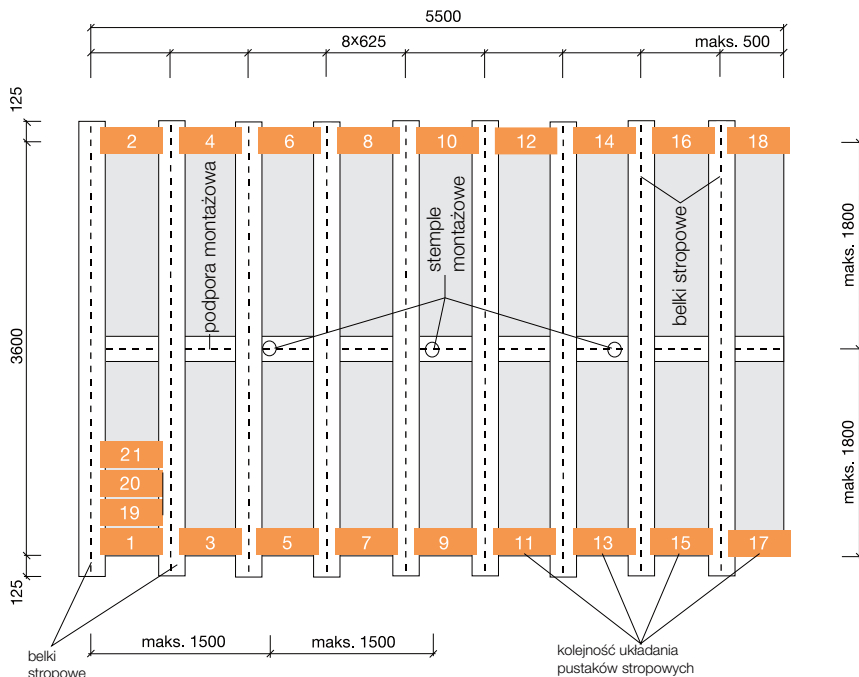 5500
8x625
maks. 500
125
2
4
6
8
10
12
14
16
18
podpora montażowa
stemple
montażowe
belki stropowe
maks. 1800
3600
maks. 1800
21
20
19
1
3
5
7
9
11
13
15
17
125
maks. 1500
maks. 1500
belki
stropowe
kolejność układania
pustaków stropowych